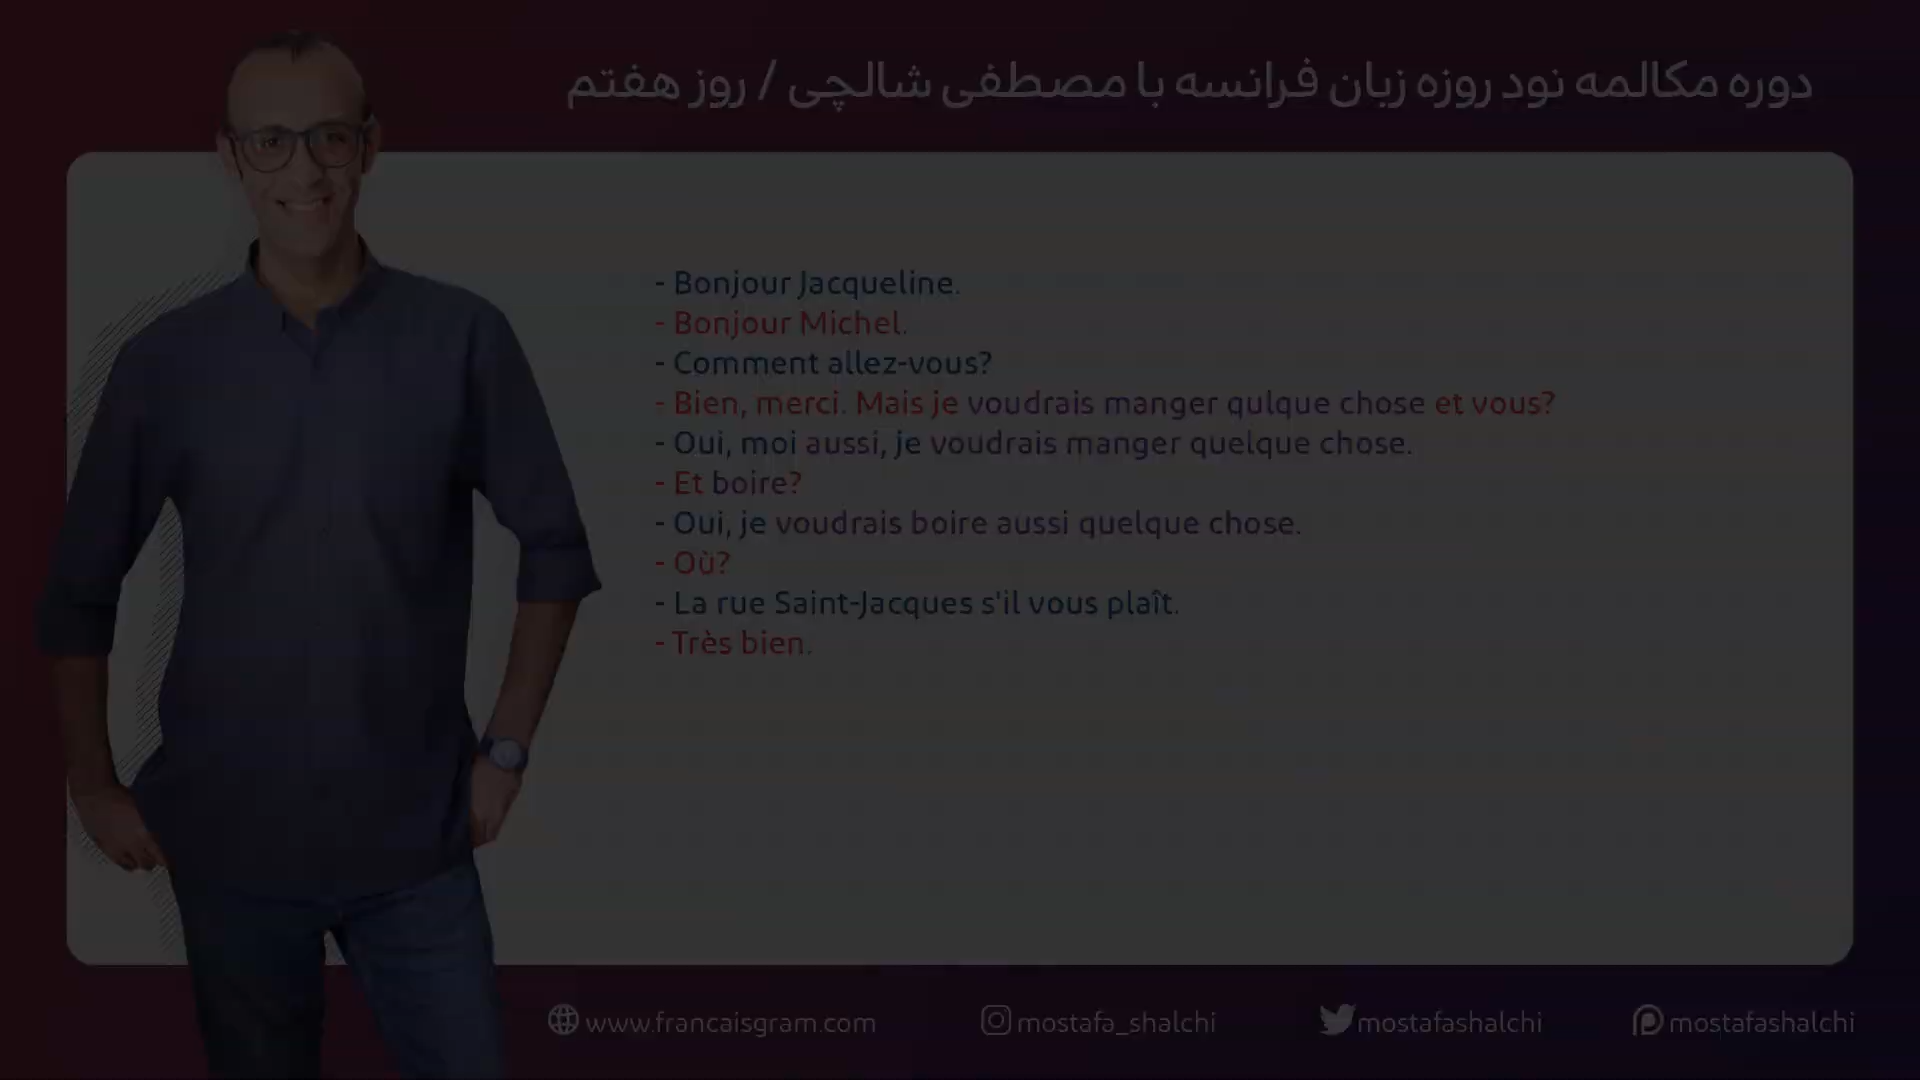 دوره مکالمه نود روزه زبان فرانسه با مصطفی شالچی / روز هفتم
- Bonjour Jacqueline.
- Bonjour Michel.
- Comment allez-vous?
- Bien, merci. Mais je voudrais manger qulque chose et vous?
- Oui, moi aussi, je voudrais manger quelque chose.
- Et boire?
- Oui, je voudrais boire aussi quelque chose.
- Où?
- La rue Saint-Jacques s'il vous plaît.
- Très bien.
www.francaisgram.com mostafa_shalchi mostafashalchi mostafashalchi